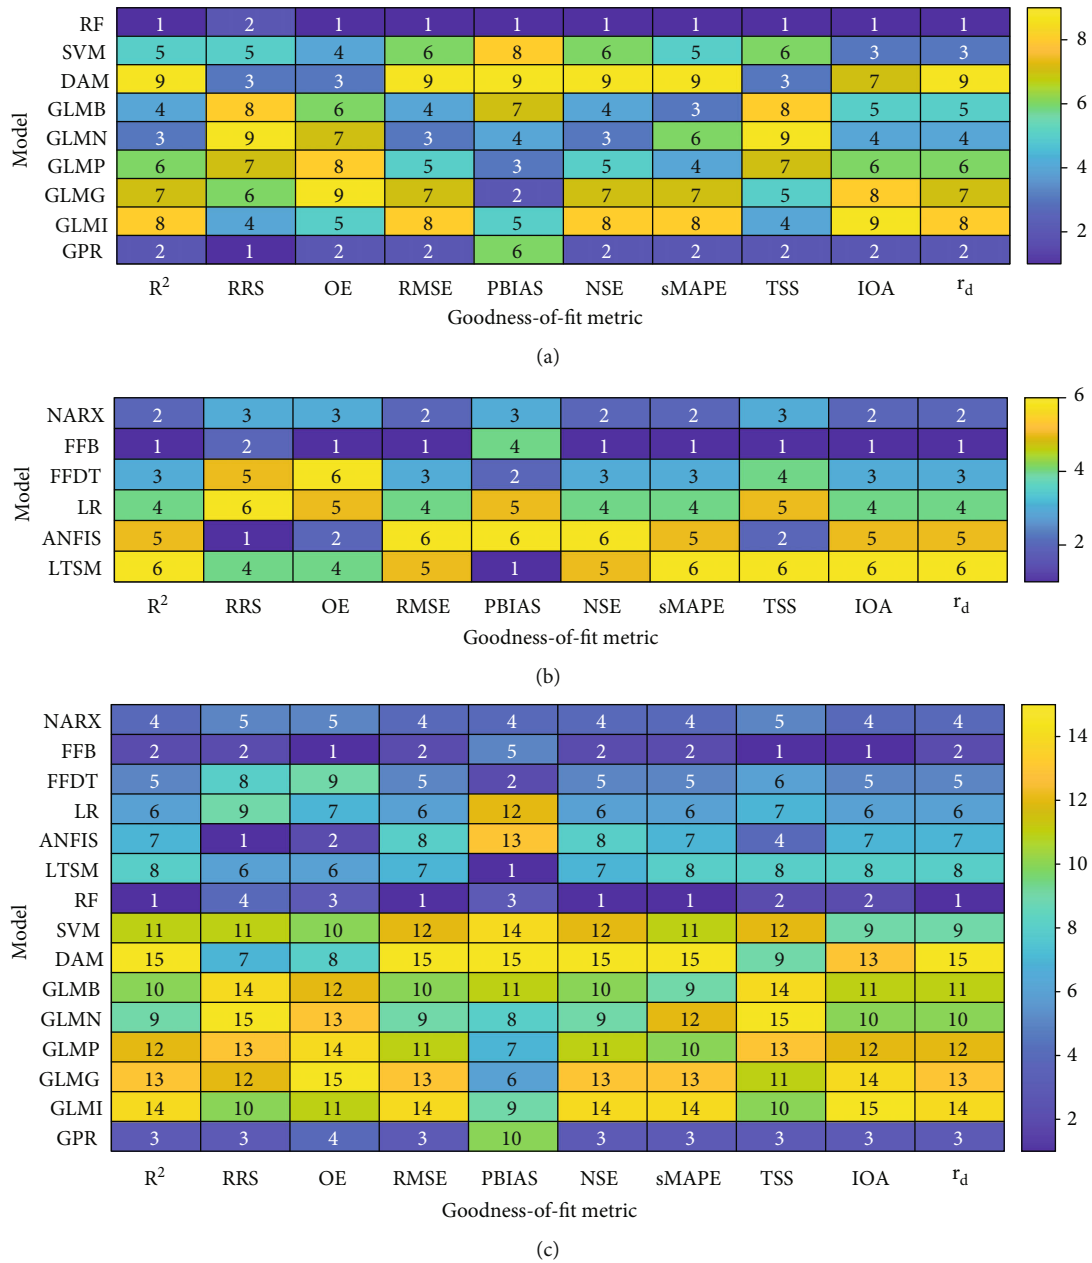 RF 1 2 1 1 1 1 1 1 1 1
SVM 5 5 4 6 8 6 5 6 3 3
DAM 9 3 3 9 9 9 9 3 7 9
GLMB 4 8 6 4 7 4 3 8 5 5
GLMN 3 9 7 3 4 3 6 9 4 4
GLMP 6 7 8 5 3 5 4 7 6 6
GLMG 7 6 9 7 2 7 7 5 8 7
GLMI 8 4 5 8 5 8 8 4 9 8
GPR 2 1 2 2 6 2 2 2 2 2
R² RRS OE RMSE PBIAS NSE sMAPE TSS IOA r_d
Model
Goodness-of-fit metric
8
6
4
2
(a)
NARX 2 3 3 2 3 2 2 3 2 2
FFB 1 2 1 1 4 1 1 1 1 1
FFDT 3 5 6 3 2 3 3 4 3 3
LR 4 6 5 4 5 4 4 5 4 4
ANFIS 5 1 2 6 6 6 5 2 5 5
LTSM 6 4 4 5 1 5 6 6 6 6
R² RRS OE RMSE PBIAS NSE sMAPE TSS IOA r_d
Model
Goodness-of-fit metric
6
4
2
(b)
NARX 4 5 5 4 4 4 4 5 4 4
FFB 2 2 1 2 5 2 2 1 1 2
FFDT 5 8 9 5 2 5 5 6 5 5
LR 6 9 7 6 12 6 6 7 6 6
ANFIS 7 1 2 8 13 8 7 4 7 7
LTSM 8 6 6 7 1 7 8 8 8 8
RF 1 4 3 1 3 1 1 2 2 1
SVM 11 11 10 12 14 12 11 12 9 9
DAM 15 7 8 15 15 15 15 9 13 15
GLMB 10 14 12 10 11 10 9 14 11 11
GLMN 9 15 13 9 8 9 12 15 10 10
GLMP 12 13 14 11 7 11 10 13 12 12
GLMG 13 12 15 13 6 13 13 11 14 13
GLMI 14 10 11 14 9 14 14 10 15 14
GPR 3 3 4 3 10 3 3 3 3 3
R² RRS OE RMSE PBIAS NSE sMAPE TSS IOA r_d
Model
Goodness-of-fit metric
14
12
10
8
6
4
2
(c)